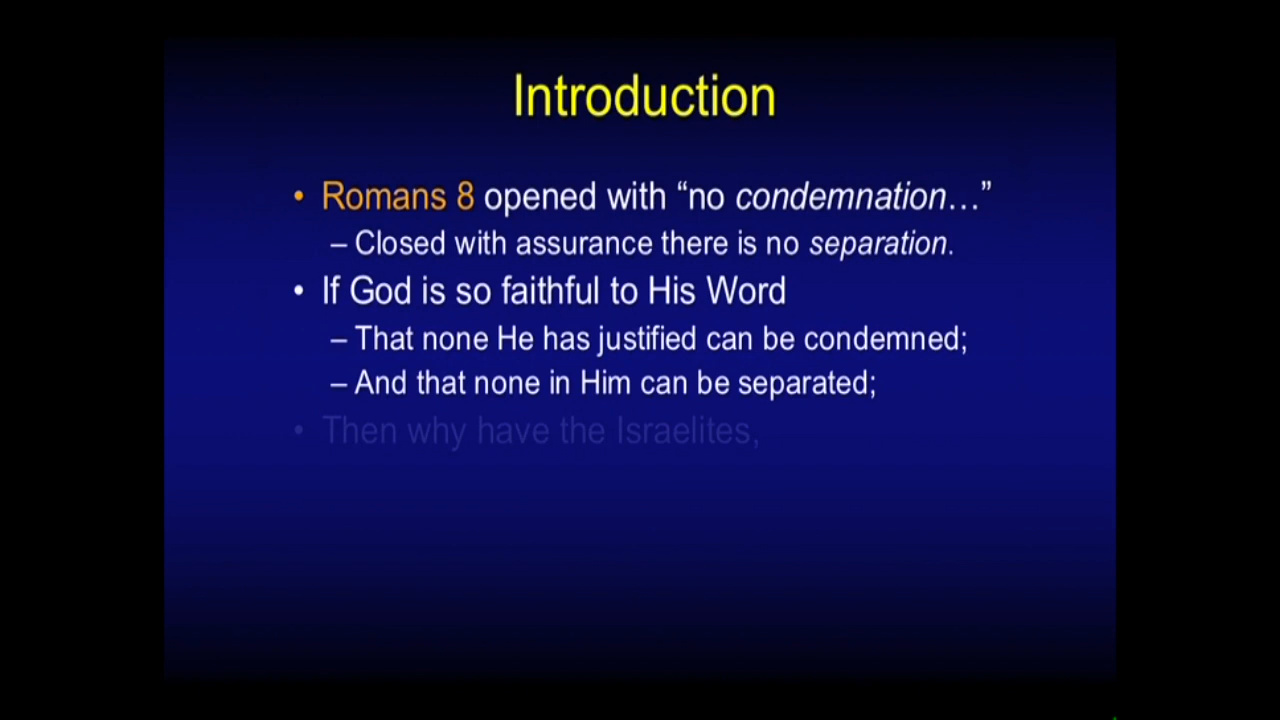 Introduction
• Romans 8 opened with “no condemnation…”
– Closed with assurance there is no separation.
• If God is so faithful to His Word
– That none He has justified can be condemned;
– And that none in Him can be separated;
• Then why have the Israelites,